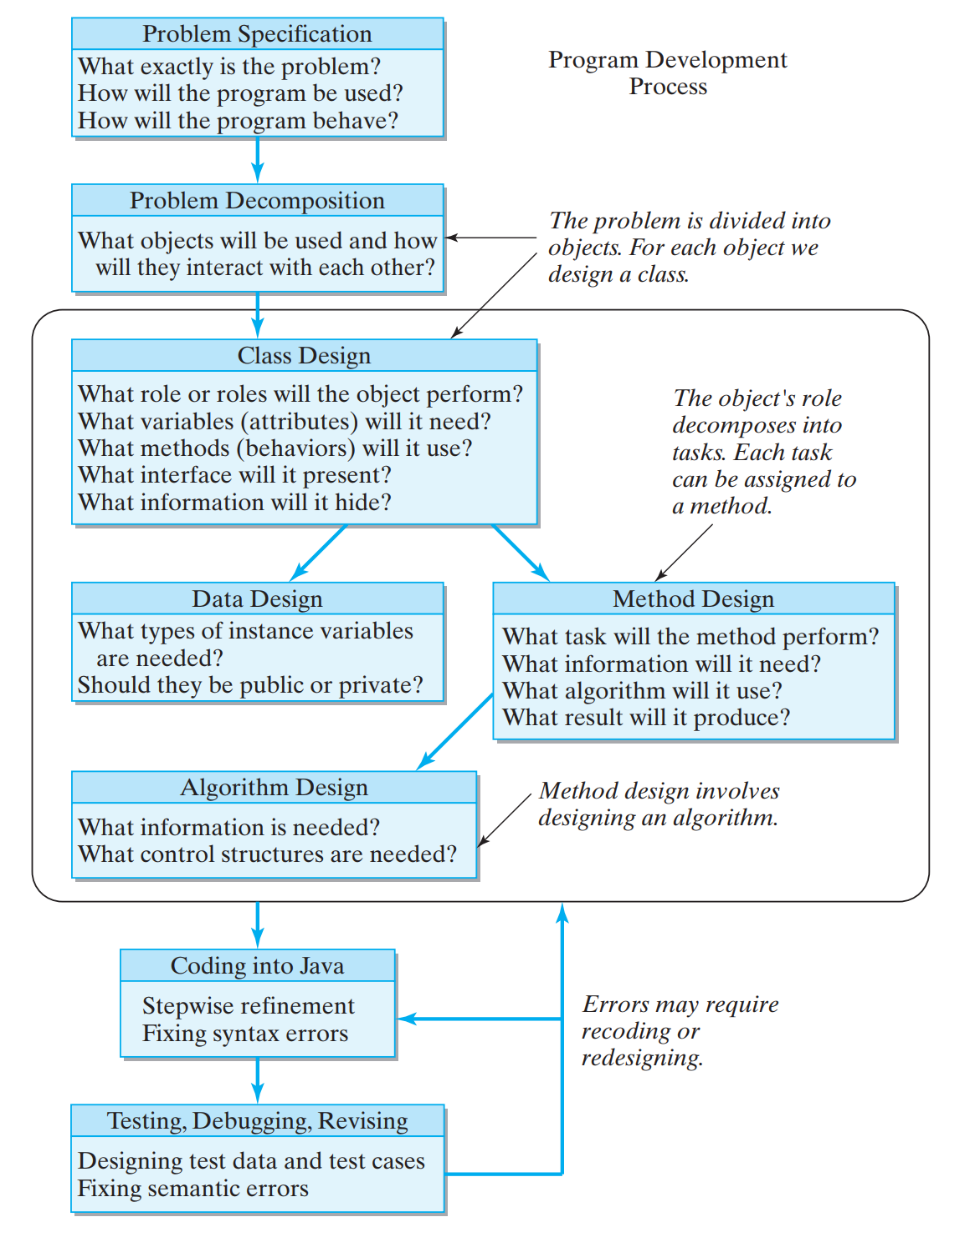 Problem Specification
What exactly is the problem?
How will the program be used?
How will the program behave?
Program Development
Process
Problem Decomposition
What objects will be used and how
will they interact with each other?
The problem is divided into
objects. For each object we
design a class.
Class Design
What role or roles will the object perform?
What variables (attributes) will it need?
What methods (behaviors) will it use?
What interface will it present?
What information will it hide?
The object's role
decomposes into
tasks. Each task
can be assigned to
a method.
Data Design
What types of instance variables
are needed?
Should they be public or private?
Method Design
What task will the method perform?
What information will it need?
What algorithm will it use?
What result will it produce?
Algorithm Design
What information is needed?
What control structures are needed?
Method design involves
designing an algorithm.
Coding into Java
Stepwise refinement
Fixing syntax errors
Errors may require
recoding or
redesigning.
Testing, Debugging, Revising
Designing test data and test cases
Fixing semantic errors